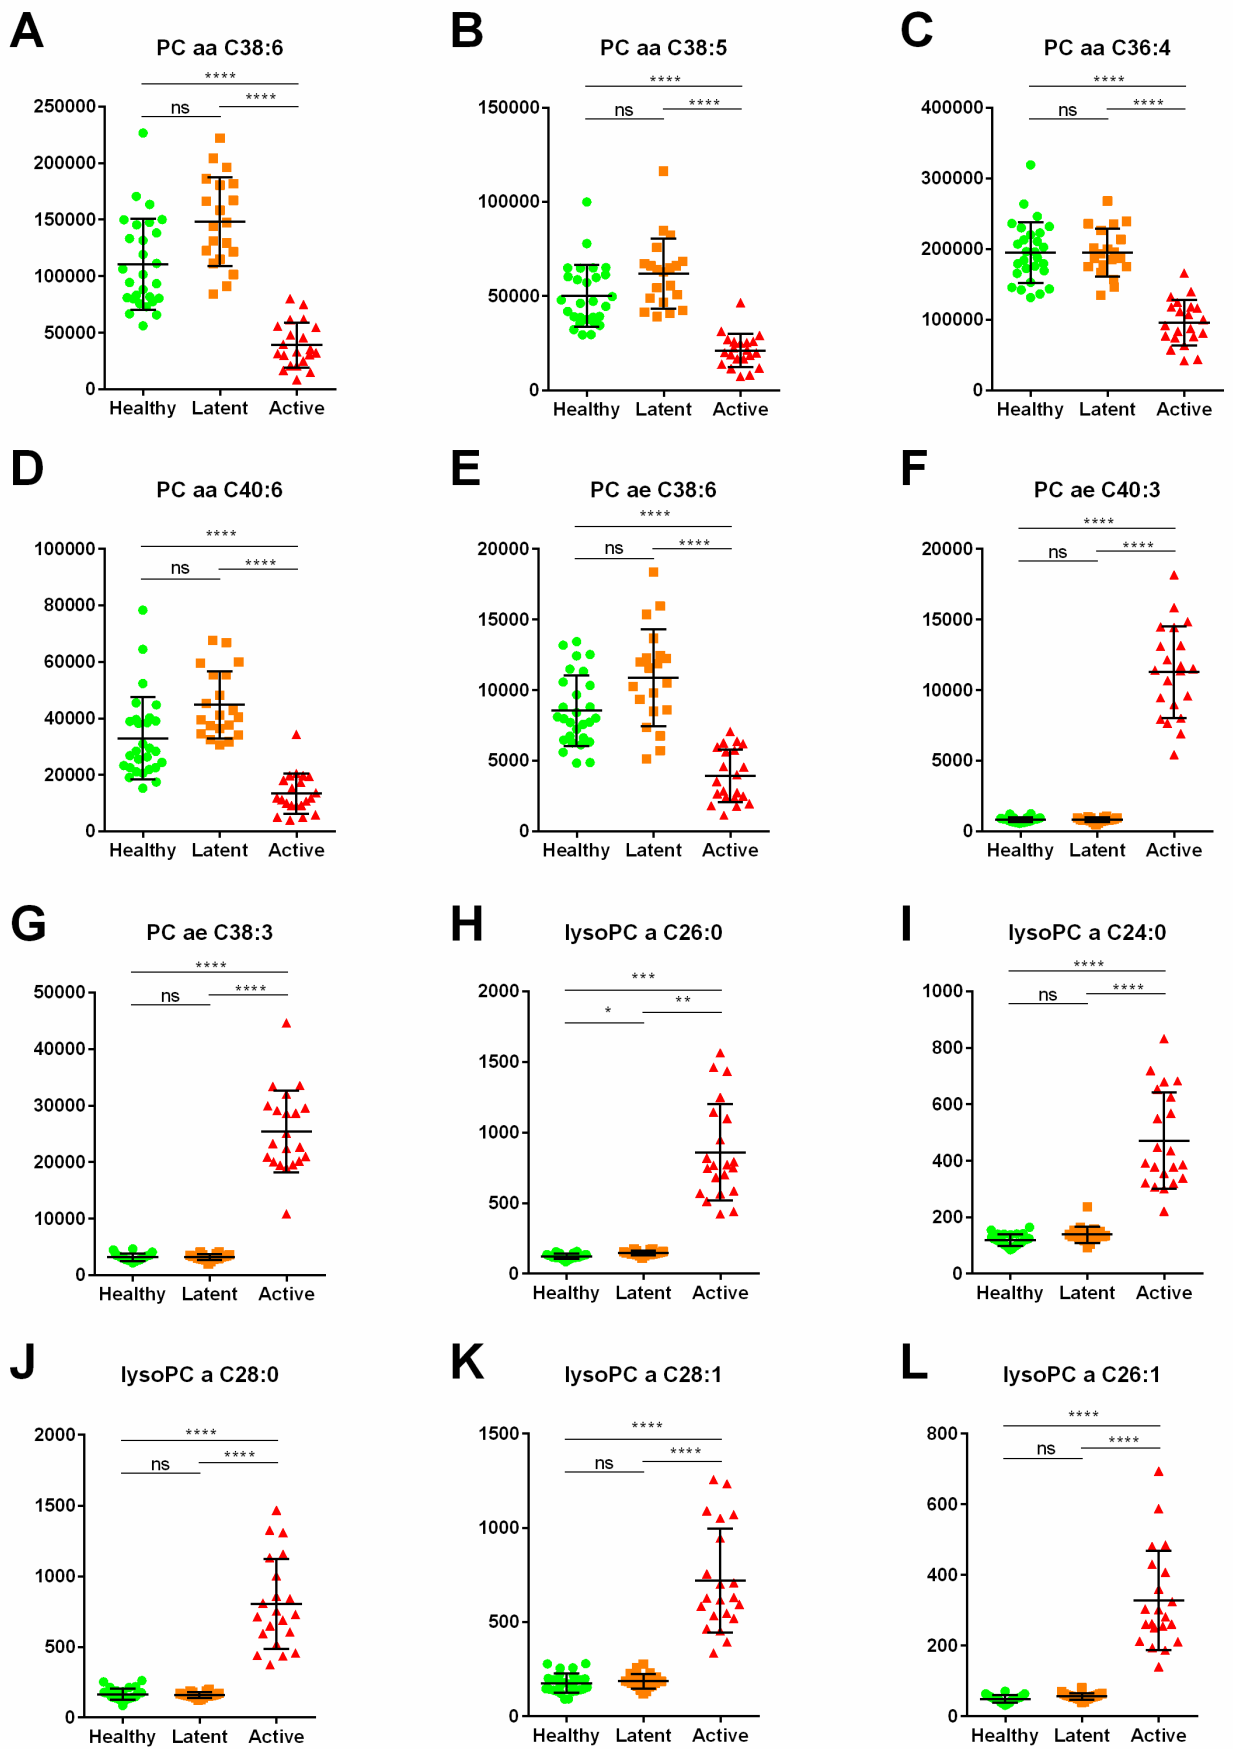 A
PC aa C38:6
****
ns
****
250000
200000
150000
100000
50000
0
Healthy Latent Active
B
PC aa C38:5
****
ns
****
150000
100000
50000
0
Healthy Latent Active
C
PC aa C36:4
****
ns
****
400000
300000
200000
100000
0
Healthy Latent Active
D
PC aa C40:6
****
ns
****
100000
80000
60000
40000
20000
0
Healthy Latent Active
E
PC ae C38:6
****
ns
****
20000
15000
10000
5000
0
Healthy Latent Active
F
PC ae C40:3
****
ns
****
20000
15000
10000
5000
0
Healthy Latent Active
G
PC ae C38:3
****
ns
****
50000
40000
30000
20000
10000
0
Healthy Latent Active
H
lysoPC a C26:0
***
*
**
2000
1500
1000
500
0
Healthy Latent Active
I
lysoPC a C24:0
****
ns
****
1000
800
600
400
200
0
Healthy Latent Active
J
lysoPC a C28:0
****
ns
****
2000
1500
1000
500
0
Healthy Latent Active
K
lysoPC a C28:1
****
ns
****
1500
1000
500
0
Healthy Latent Active
L
lysoPC a C26:1
****
ns
****
800
600
400
200
0
Healthy Latent Active